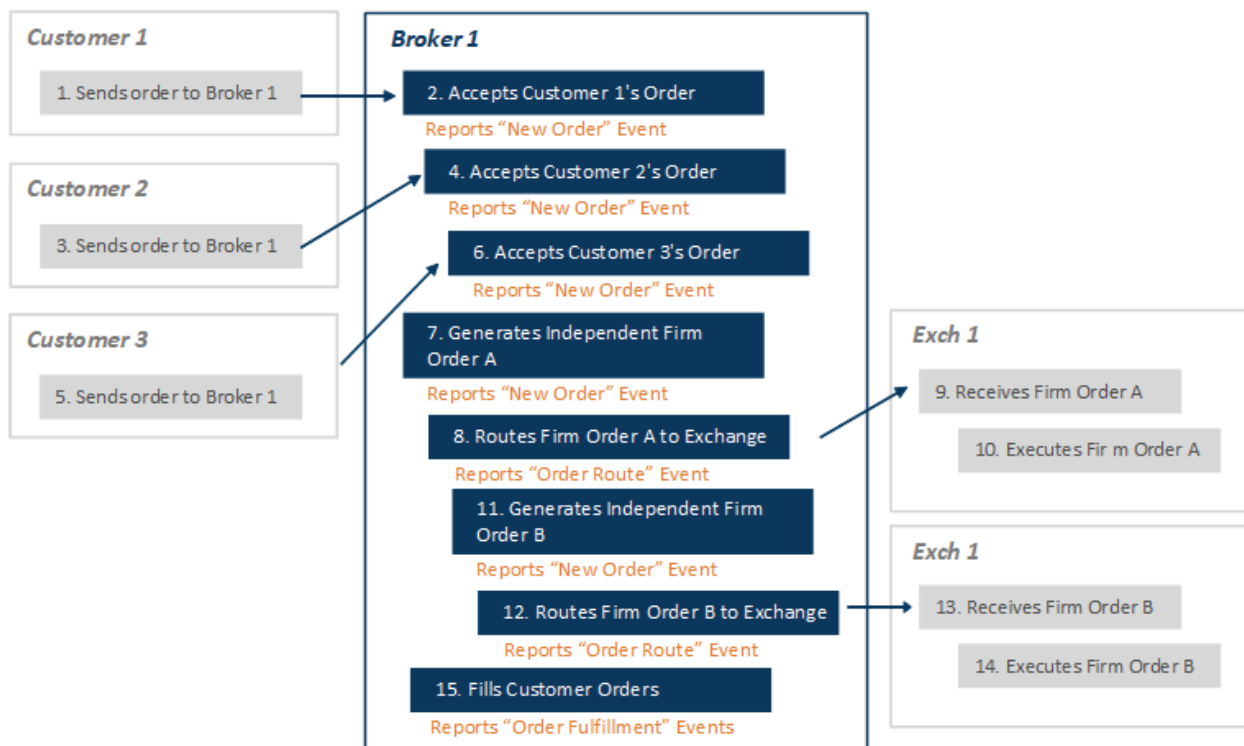 Customer 1
1. Sends order to Broker 1
Customer 2
3. Sends order to Broker 1
Customer 3
5. Sends order to Broker 1
Broker 1
2. Accepts Customer 1's Order
Reports “New Order” Event
4. Accepts Customer 2's Order
Reports “New Order” Event
6. Accepts Customer 3's Order
Reports “New Order” Event
7. Generates Independent Firm
Order A
Reports “New Order” Event
8. Routes Firm Order A to Exchange
Reports “Order Route” Event
11. Generates Independent Firm
Order B
Reports “New Order” Event
12. Routes Firm Order B to Exchange
Reports “Order Route” Event
15. Fills Customer Orders
Reports “Order Fulfillment” Events
Exch 1
9. Receives Firm Order A
10. Executes Fir m Order A
Exch 1
13. Receives Firm Order B
14. Executes Firm Order B